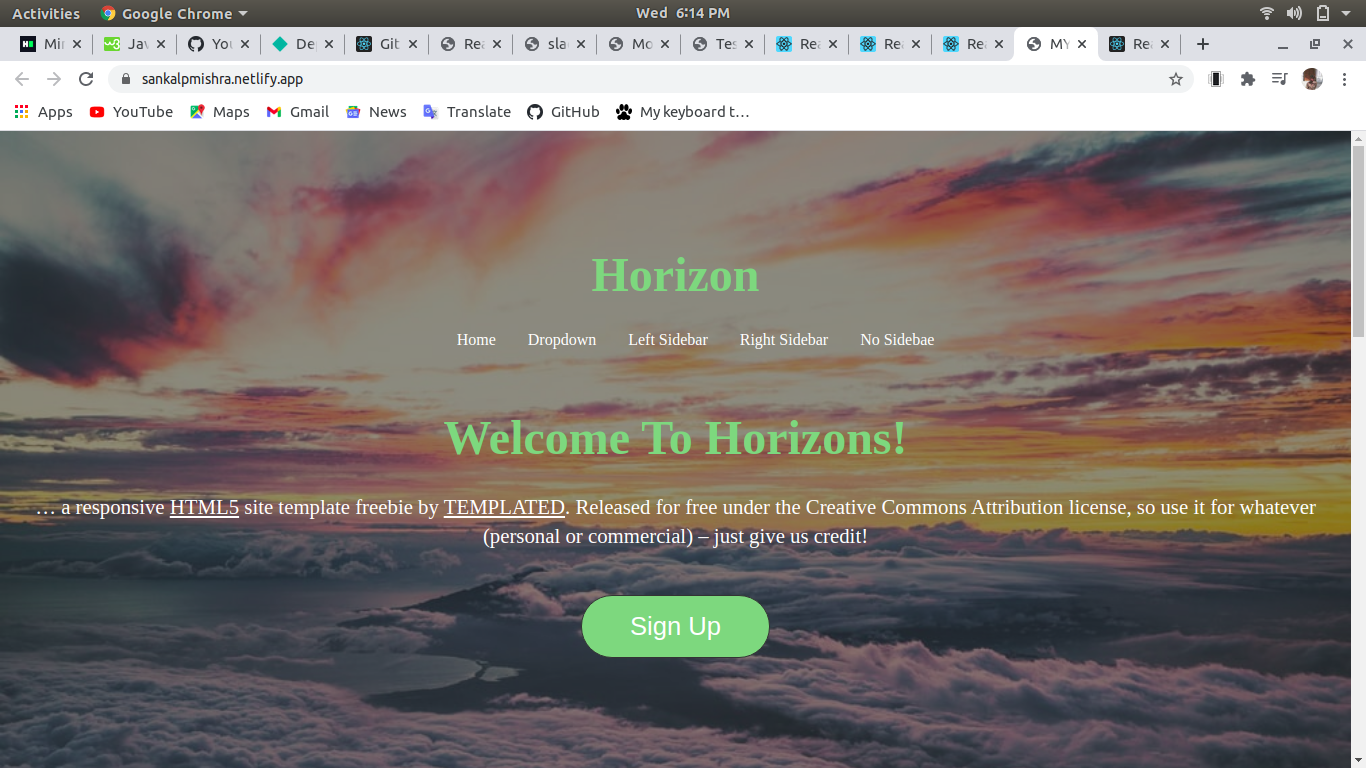 Activities Google Chrome Wed 6:14 PM
Min Jav You De Git Rea sla Mo Tes Rea Rea Rea MY Rea
sankalpmishra.netlify.app
Apps YouTube Maps Gmail News Translate GitHub My keyboard t…
Horizon
Home Dropdown Left Sidebar Right Sidebar No Sidebae
Welcome To Horizons!
… a responsive HTML5 site template freebie by TEMPLATED. Released for free under the Creative Commons Attribution license, so use it for whatever
(personal or commercial) – just give us credit!
Sign Up